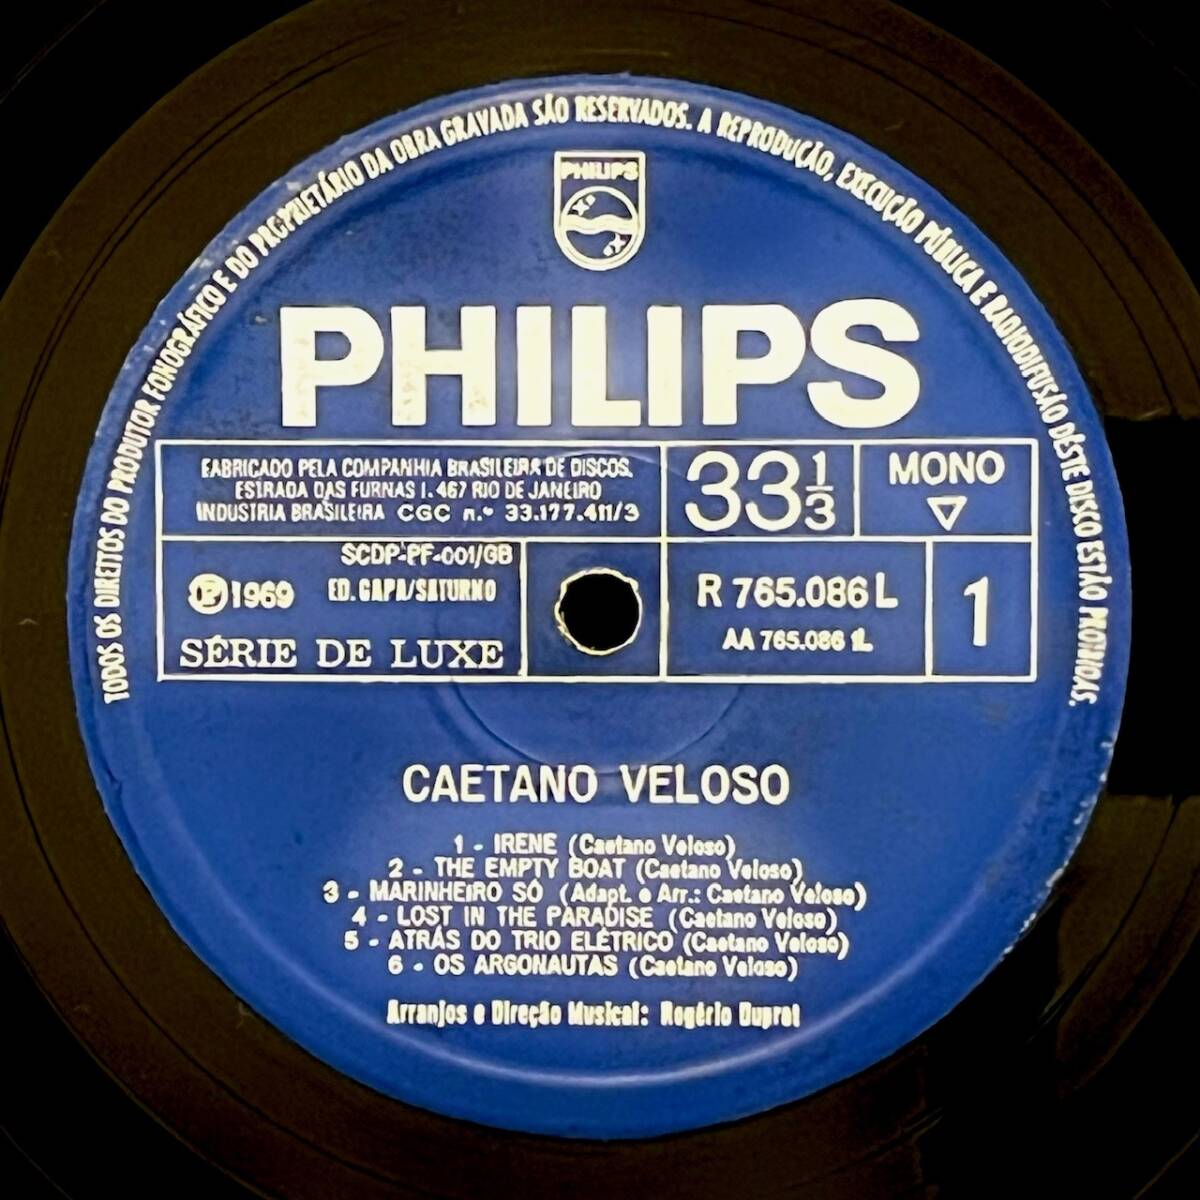 TODOS OS DIREITOS DO PRODUTOR FONOGRÁFICO E DO PROPRIETÁRIO DA OBRA GRAVADA SÃO RESERVADOS. A REPRODUÇÃO, EXECUÇÃO PÚBLICA E RADIODIFUSÃO DÊSTE DISCO ESTÃO PROIBIDAS.
PHILIPS
PHILIPS
FABRICADO PELA COMPANHIA BRASILEIRA DE DISCOS.
ESTRADA DAS FURNAS 1.467 RIO DE JANEIRO
INDUSTRIA BRASILEIRA CGC n.º 33.177.411/3
33 1/3
MONO
SCDP-PF-001/GB
℗ 1969 ED. CAPA/SATURNO
SÉRIE DE LUXE
R 765.086 L
AA 765.086 1L
1
CAETANO VELOSO
1 - IRENE (Caetano Veloso)
2 - THE EMPTY BOAT (Caetano Veloso)
3 - MARINHEIRO SÓ (Adapt. e Arr.: Caetano Veloso)
4 - LOST IN THE PARADISE (Caetano Veloso)
5 - ATRÁS DO TRIO ELÉTRICO (Caetano Veloso)
6 - OS ARGONAUTAS (Caetano Veloso)
Arranjos e Direção Musical: Rogério Duprat